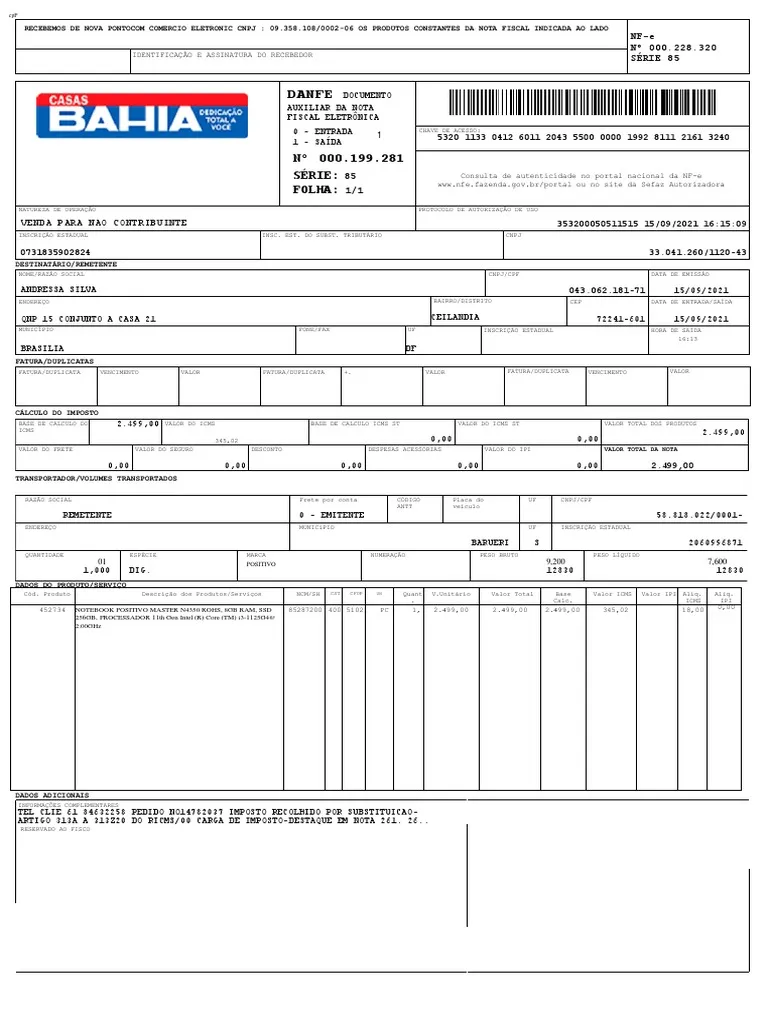 cpF
RECEBEMOS DE NOVA PONTOCOM COMERCIO ELETRONIC CNPJ : 09.358.108/0002-06 OS PRODUTOS CONSTANTES DA NOTA FISCAL INDICADA AO LADO
NF-e
N° 000.228.320
SÉRIE 85
IDENTIFICAÇÃO E ASSINATURA DO RECEBEDOR
CASAS
BAHIA
DEDICAÇÃO
TOTAL A
VOCÊ
DANFE DOCUMENTO
AUXILIAR DA NOTA
FISCAL ELETRÔNICA
0 - ENTRADA
1
1 - SAÍDA
N° 000.199.281
SÉRIE: 85
FOLHA: 1/1
CHAVE DE ACESSO:
5320 1133 0412 6011 2043 5500 0000 1992 8111 2161 3240
Consulta de autenticidade no portal nacional da NF-e
www.nfe.fazenda.gov.br/portal ou no site da Sefaz Autorizadora
NATUREZA DE OPERAÇÃO
PROTOCOLO DE AUTORIZAÇÃO DE USO
VENDA PARA NAO CONTRIBUINTE
353200050511515 15/09/2021 16:15:09
INSCRIÇÃO ESTADUAL
INSC. EST. DO SUBST. TRIBUTÁRIO
CNPJ
0731835902824
33.041.260/1120-43
DESTINATÁRIO/REMETENTE
NOME/RAZÃO SOCIAL
CNPJ/CPF
DATA DE EMISSÃO
ANDRESSA SILVA
043.062.181-71
15/09/2021
ENDEREÇO
BAIRRO/DISTRITO
CEP
DATA DE ENTRADA/SAÍDA
QNP 15 CONJUNTO A CASA 21
CEILANDIA
72241-601
15/09/2021
MUNICÍPIO
FONE/FAX
UF
INSCRIÇÃO ESTADUAL
HORA DE SAÍDA
16:15
BRASILIA
DF
FATURA/DUPLICATAS
FATURA/DUPLICATA
VENCIMENTO
VALOR
FATURA/DUPLICATA
+.
VALOR
FATURA/DUPLICATA
VENCIMENTO
VALOR
CÁLCULO DO IMPOSTO
BASE DE CALCULO DO ICMS
2.499,00
VALOR DO ICMS
345,02
BASE DE CALCULO ICMS ST
0,00
VALOR DO ICMS ST
0,00
VALOR TOTAL DOS PRODUTOS
2.499,00
VALOR DO FRETE
VALOR DO SEGURO
DESCONTO
DESPESAS ACESSÓRIAS
VALOR DO IPI
VALOR TOTAL DA NOTA
0,00
0,00
0,00
0,00
0,00
2.499,00
TRANSPORTADOR/VOLUMES TRANSPORTADOS
RAZÃO SOCIAL
Frete por conta
CÓDIGO ANTT
Placa do veículo
UF
CNPJ/CPF
REMETENTE
0 - EMITENTE
58.818.022/0001-
ENDEREÇO
MUNICÍPIO
UF
INSCRIÇÃO ESTADUAL
BARUERI
S
2060996871
QUANTIDADE
ESPÉCIE
MARCA
NUMERAÇÃO
PESO BRUTO
PESO LÍQUIDO
01
1,000
DIG.
POSITIVO
9,200
12830
7,600
12830
DADOS DO PRODUTO/SERVIÇO
Cód. Produto
Descrição dos Produtos/Serviços
NCM/SH
CST
CFOP
Quant.
V.Unitário
Valor Total
Base Calc.
Valor ICMS
Valor IPI
Aliq. ICMS
Aliq. IPI
452734
NOTEBOOK POSITIVO MASTER N4350 ROHS, 8GB RAM, SSD
256GB, PROCESSADOR 11th Gen Intel (R) Core (TM) i3-1125G4@
2.00GHz
85287200
400
5102
PC
1,
2.499,00
2.499,00
2.499,00
345,02
18,00
0,00
DADOS ADICIONAIS
INFORMAÇÕES COMPLEMENTARES
TEL CLIE 61 84632258 PEDIDO NO14782037 IMPOSTO RECOLHIDO POR SUBSTITUICAO-
ARTIGO 313A A 313Z20 DO RICMS/00 CARGA DE IMPOSTO-DESTAQUE EM NOTA 261. 26..
RESERVADO AO FISCO